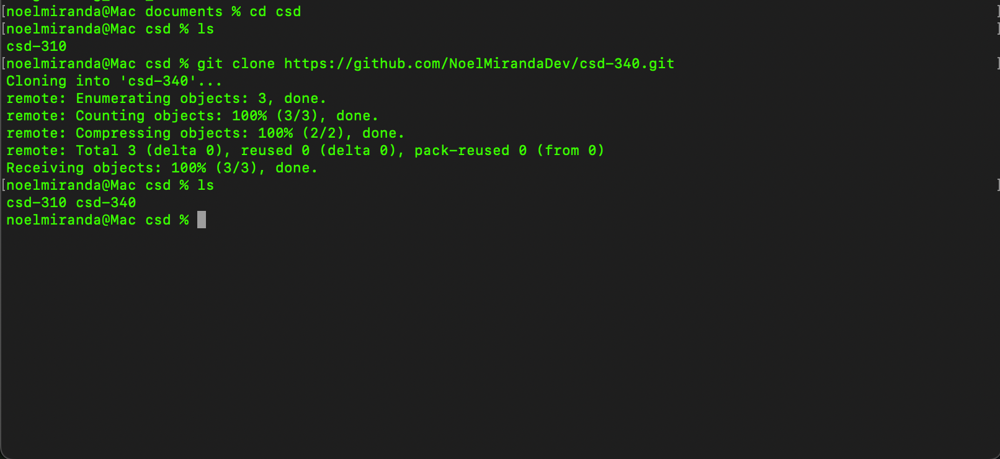 [noelmiranda@Mac documents % cd csd ]
[noelmiranda@Mac csd % ls ]
csd-310
[noelmiranda@Mac csd % git clone https://github.com/NoelMirandaDev/csd-340.git ]
Cloning into 'csd-340'...
remote: Enumerating objects: 3, done.
remote: Counting objects: 100% (3/3), done.
remote: Compressing objects: 100% (2/2), done.
remote: Total 3 (delta 0), reused 0 (delta 0), pack-reused 0 (from 0)
Receiving objects: 100% (3/3), done.
[noelmiranda@Mac csd % ls ]
csd-310 csd-340
noelmiranda@Mac csd %